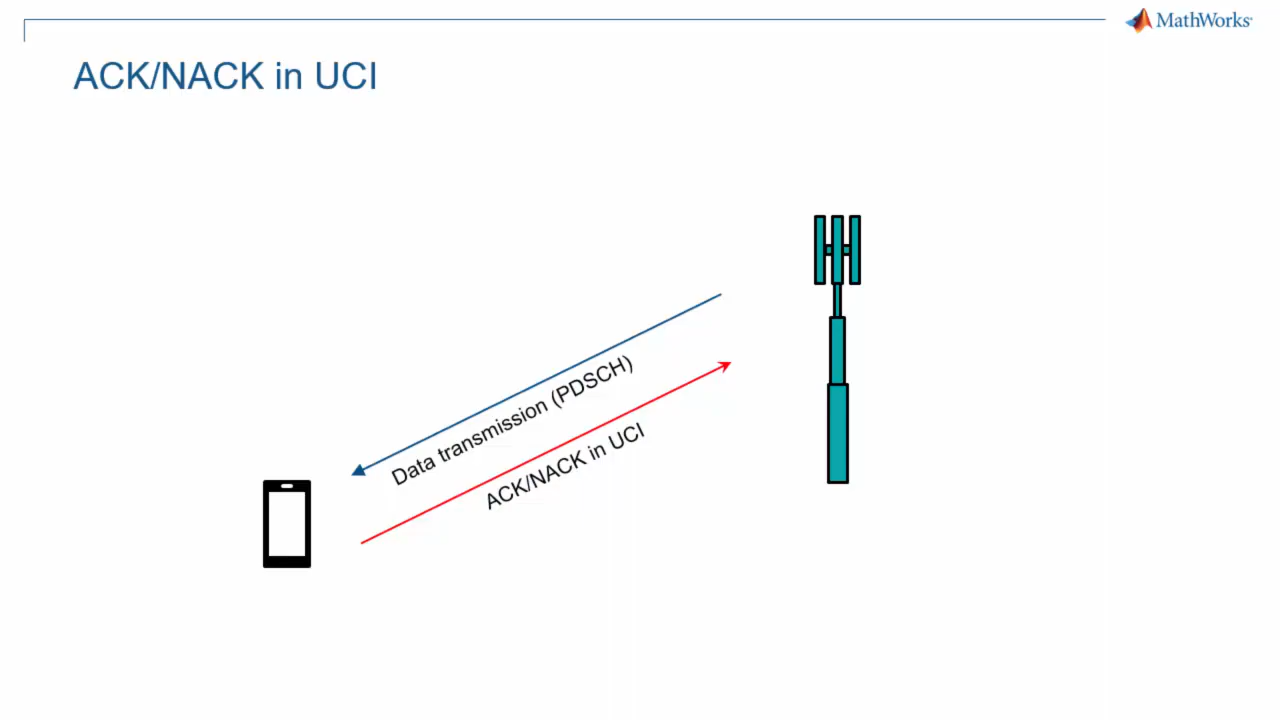 MathWorks
ACK/NACK in UCI
Data transmission (PDSCH)
ACK/NACK in UCI